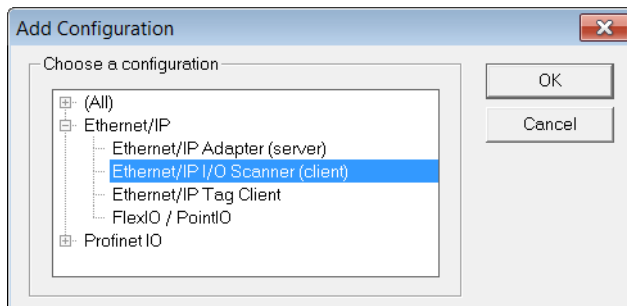 Add Configuration
Choose a configuration
(All)
Ethernet/IP
Ethernet/IP Adapter (server)
Ethernet/IP I/O Scanner (client)
Ethernet/IP Tag Client
FlexIO / PointIO
Profinet IO
OK
Cancel